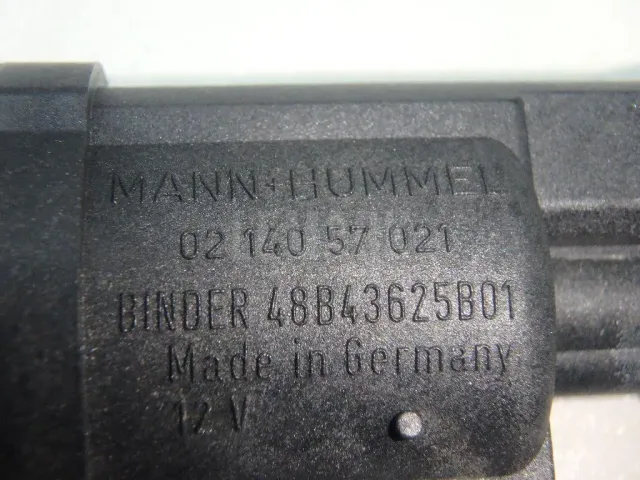 MANN+HUMMEL
02 140 57 021
BINDER 48B43625B01
Made in Germany
12 V